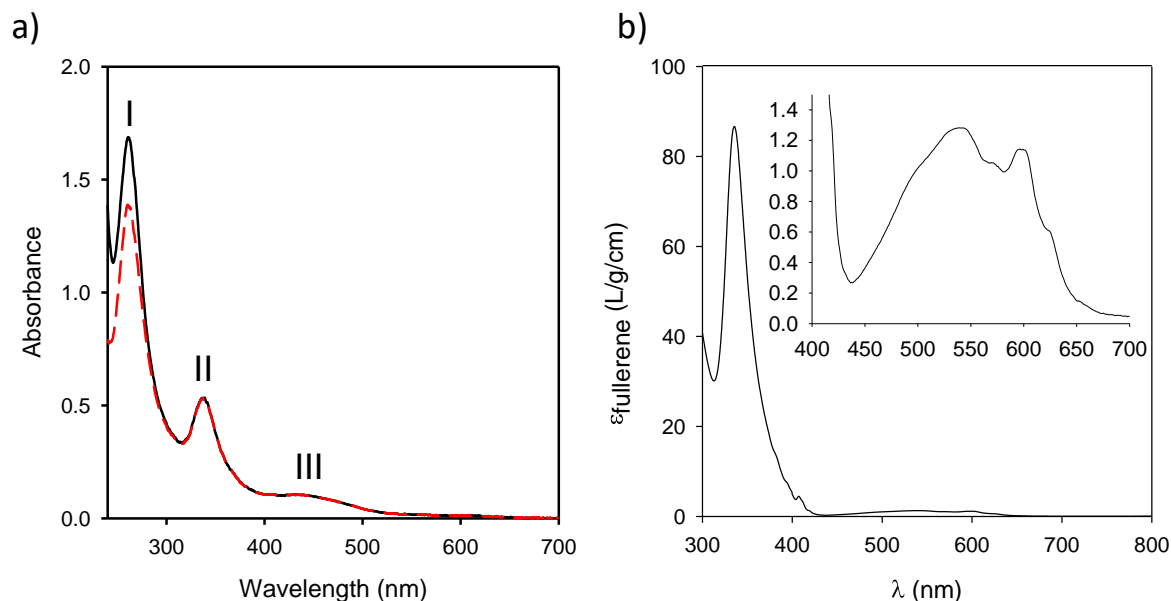 a)
2.0
1.5
1.0
0.5
0.0
Absorbance
I
II
III
300 400 500 600 700
Wavelength (nm)
b)
100
80
60
40
20
0
εfullerene (L/g/cm)
1.4
1.2
1.0
0.8
0.6
0.4
0.2
0.0
400 450 500 550 600 650 700
300 400 500 600 700 800
λ (nm)